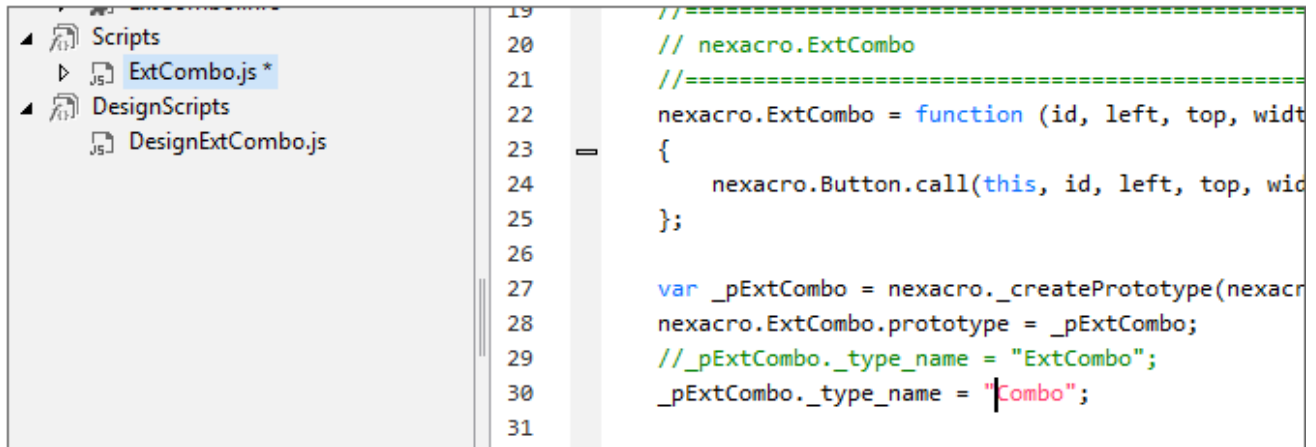 Scripts
ExtCombo.js *
DesignScripts
DesignExtCombo.js
19 //================================================
20 // nexacro.ExtCombo
21 //================================================
22 nexacro.ExtCombo = function (id, left, top, widt
23 {
24 nexacro.Button.call(this, id, left, top, wid
25 };
26
27 var _pExtCombo = nexacro._createPrototype(nexacr
28 nexacro.ExtCombo.prototype = _pExtCombo;
29 //_pExtCombo._type_name = "ExtCombo";
30 _pExtCombo._type_name = "Combo";
31